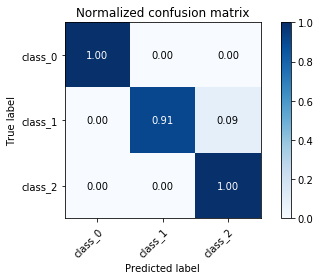 Normalized confusion matrix
True label
class_0
1.00 0.00 0.00
class_1
0.00 0.91 0.09
class_2
0.00 0.00 1.00
class_0
class_1
class_2
Predicted label
1.0
0.8
0.6
0.4
0.2
0.0